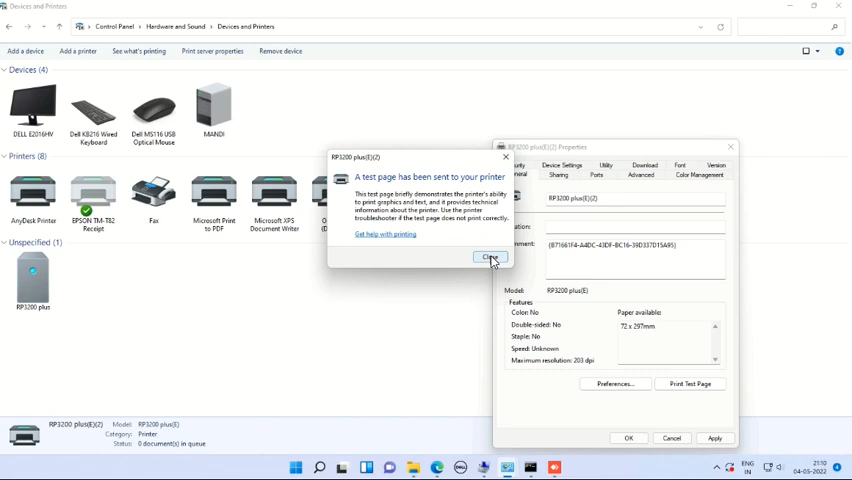 Devices and Printers
Control Panel
Hardware and Sound
Devices and Printers
Add a device
Add a printer
See what's printing
Print server properties
Remove device
Devices (4)
DELL E2016HV
Dell KB216 Wired
Keyboard
Dell MS116 USB
Optical Mouse
MANDI
Printers (8)
AnyDesk Printer
EPSON TM-T82
Receipt
Fax
Microsoft Print
to PDF
Microsoft XPS
Document Writer
Unspecified (1)
RP3200 plus
RP3200 plus(E)(2)
A test page has been sent to your printer
This test page briefly demonstrates the printer's ability
to print graphics and text, and it provides technical
information about the printer. Use the printer
troubleshooter if the test page does not print correctly.
Get help with printing
RP3200 plus(E)(2) Properties
Device Settings
Utility
Download
Font
Version
Sharing
Ports
Advanced
Color Management
RP3200 plus(E)(2)
{B71661F4-A4DC-43DF-BC16-39D337D15A95}
Model:
RP3200 plus(E)
Features
Color: No
Paper available:
Double-sided: No
72 x 297mm
Staple: No
Speed: Unknown
Maximum resolution: 203 dpi
Preferences...
Print Test Page
OK
Cancel
Apply
RP3200 plus(E)(2)
Model:
RP3200 plus(E)
Category:
Printer
Status:
0 document(s) in queue
DELL
ENG
IN
21:10
04-05-2022
4